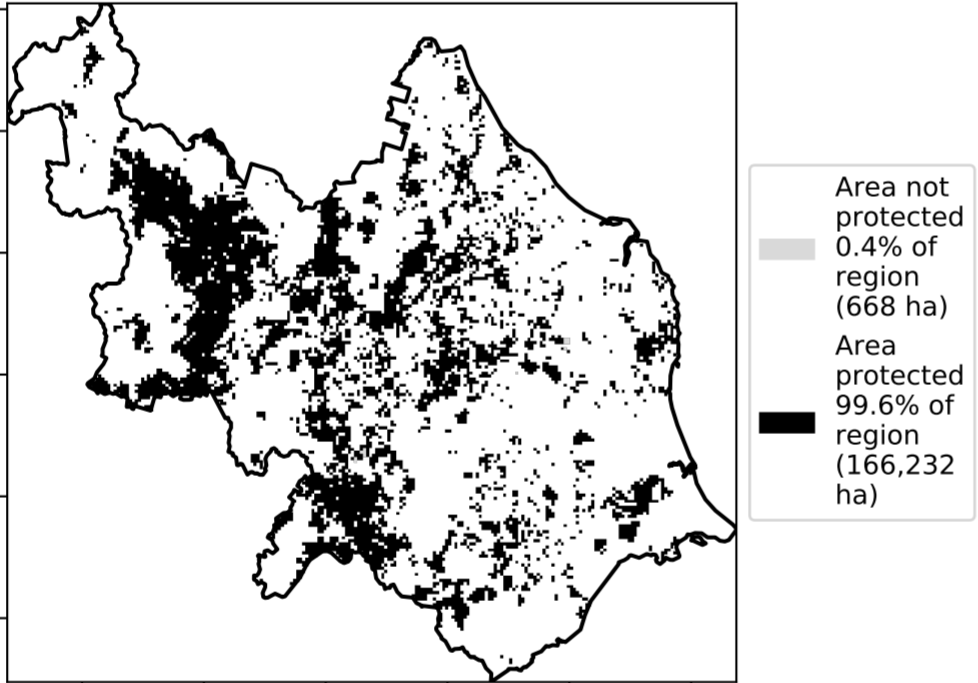 Area not
protected
0.4% of
region
(668 ha)
Area
protected
99.6% of
region
(166,232
ha)